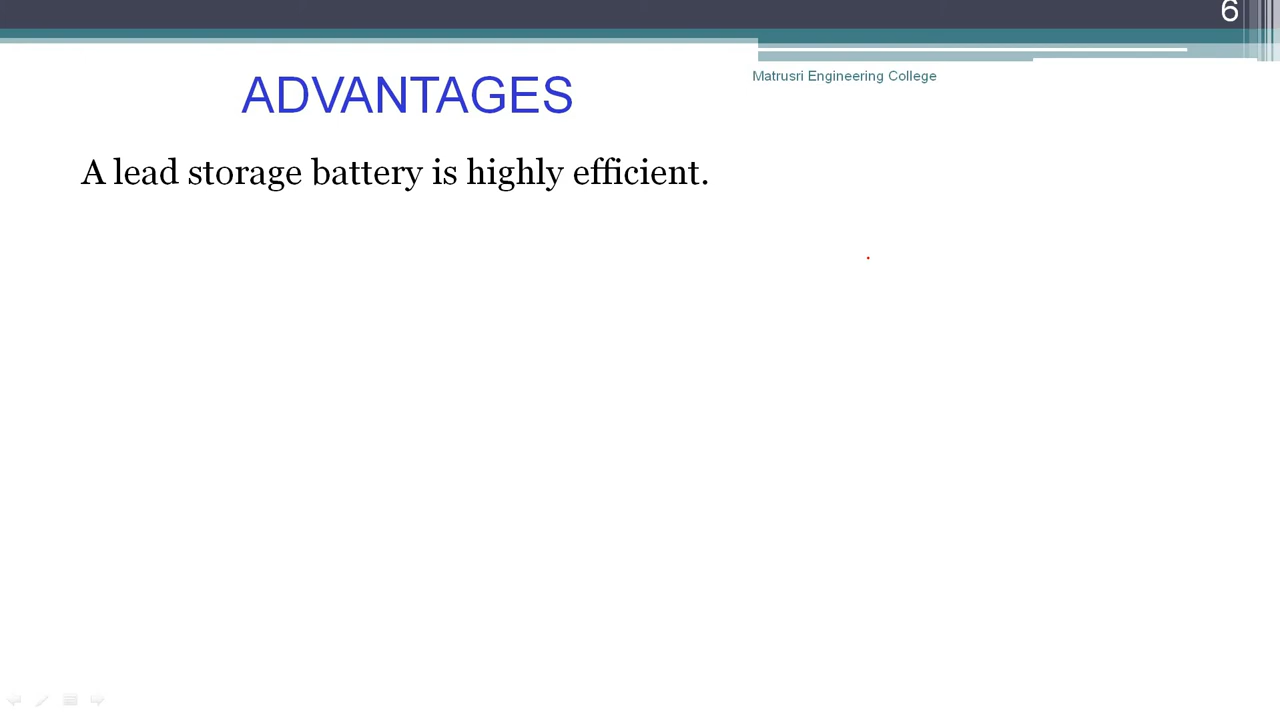 6
Matrusri Engineering College
ADVANTAGES
A lead storage battery is highly efficient.